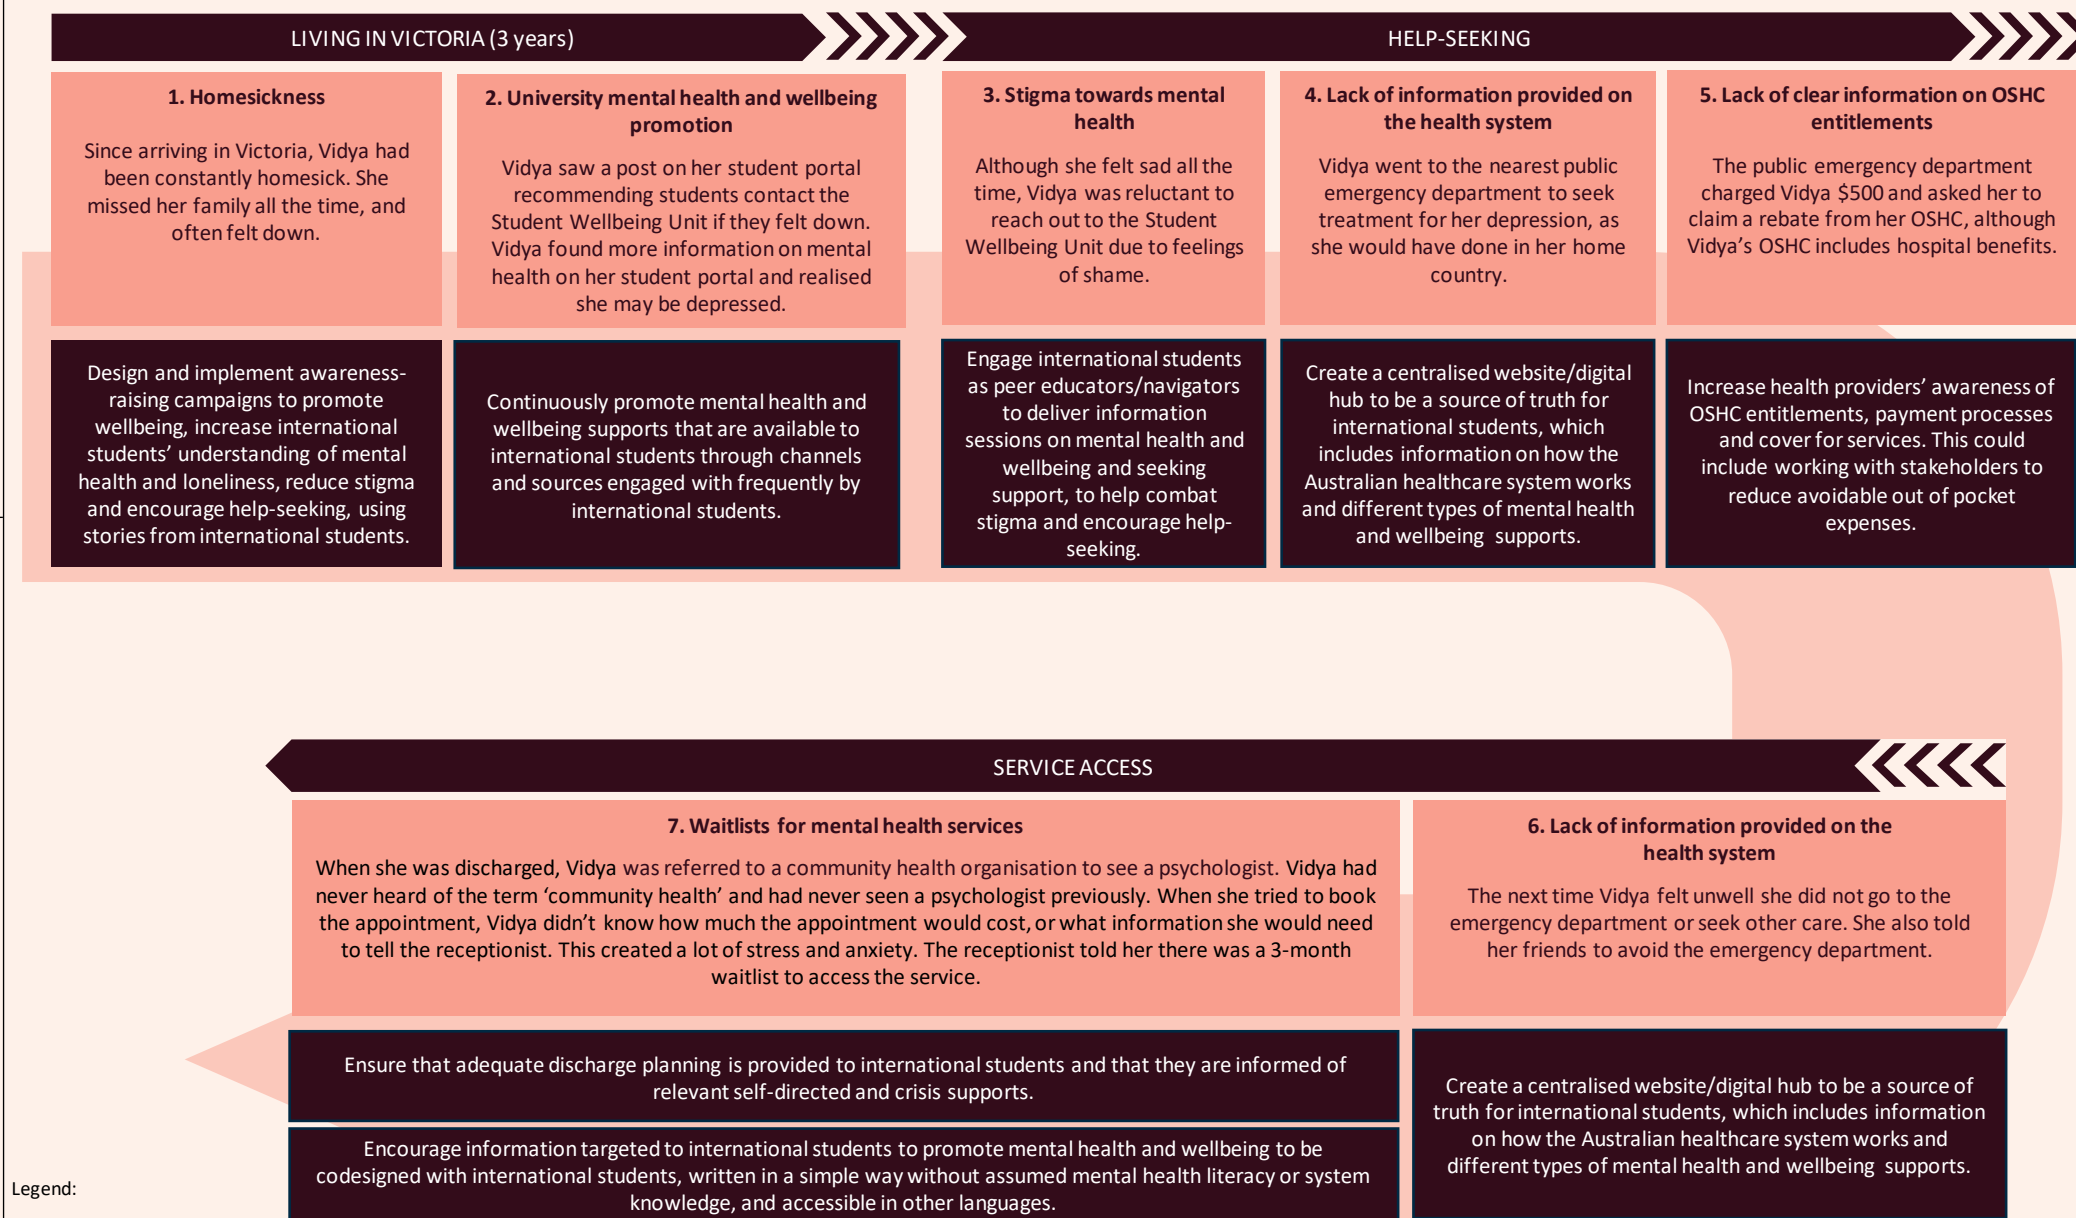 LIVING IN VICTORIA (3 years)
HELP-SEEKING
1. Homesickness
Since arriving in Victoria, Vidya had
been constantly homesick. She
missed her family all the time, and
often felt down.
2. University mental health and wellbeing
promotion
Vidya saw a post on her student portal
recommending students contact the
Student Wellbeing Unit if they felt down.
Vidya found more information on mental
health on her student portal and realised
she may be depressed.
3. Stigma towards mental
health
Although she felt sad all the
time, Vidya was reluctant to
reach out to the Student
Wellbeing Unit due to feelings
of shame.
4. Lack of information provided on
the health system
Vidya went to the nearest public
emergency department to seek
treatment for her depression, as
she would have done in her home
country.
5. Lack of clear information on OSHC
entitlements
The public emergency department
charged Vidya $500 and asked her to
claim a rebate from her OSHC, although
Vidya's OSHC includes hospital benefits.
Design and implement awareness-
raising campaigns to promote
wellbeing, increase international
students' understanding of mental
health and loneliness, reduce stigma
and encourage help-seeking, using
stories from international students.
Continuously promote mental health and
wellbeing supports that are available to
international students through channels
and sources engaged with frequently by
international students.
Engage international students
as peer educators/navigators
to deliver information
sessions on mental health and
wellbeing and seeking
support, to help combat
stigma and encourage help-
seeking.
Create a centralised website/digital
hub to be a source of truth for
international students, which
includes information on how the
Australian healthcare system works
and different types of mental health
and wellbeing supports.
Increase health providers' awareness of
OSHC entitlements, payment processes
and cover for services. This could
include working with stakeholders to
reduce avoidable out of pocket
expenses.
SERVICE ACCESS
7. Waitlists for mental health services
When she was discharged, Vidya was referred to a community health organisation to see a psychologist. Vidya had
never heard of the term 'community health' and had never seen a psychologist previously. When she tried to book
the appointment, Vidya didn't know how much the appointment would cost, or what information she would need
to tell the receptionist. This created a lot of stress and anxiety. The receptionist told her there was a 3-month
waitlist to access the service.
6. Lack of information provided on the
health system
The next time Vidya felt unwell she did not go to the
emergency department or seek other care. She also told
her friends to avoid the emergency department.
Ensure that adequate discharge planning is provided to international students and that they are informed of
relevant self-directed and crisis supports.
Encourage information targeted to international students to promote mental health and wellbeing to be
codesigned with international students, written in a simple way without assumed mental health literacy or system
knowledge, and accessible in other languages.
Create a centralised website/digital hub to be a source of
truth for international students, which includes information
on how the Australian healthcare system works and
different types of mental health and wellbeing supports.
Legend: